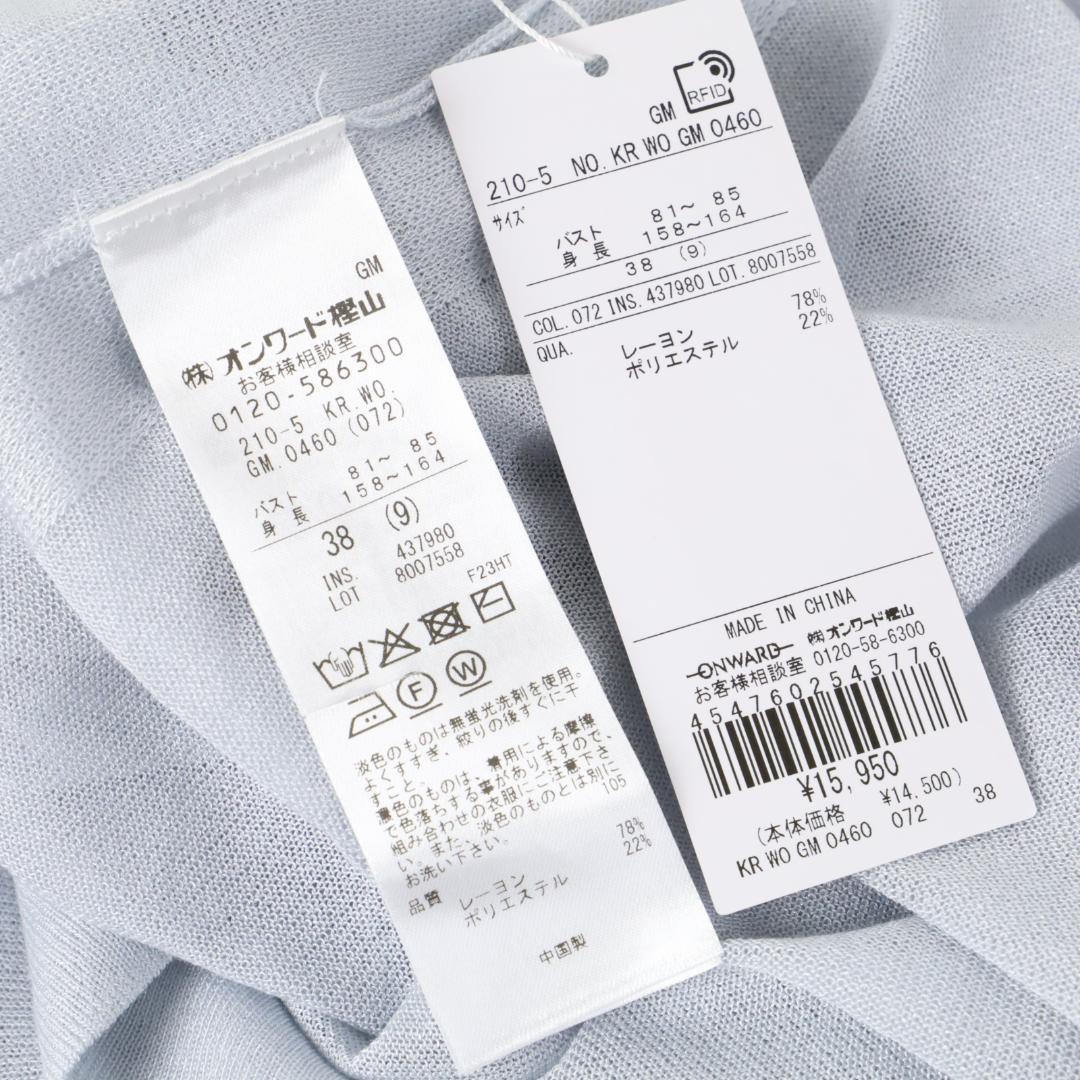 GM
㈱オンワード樫山
お客様相談室
0120-586300
210-5 KR.WO.
GM.0460 (072)
バスト 81～ 85
身 長 158～164
38 (9)
INS. 437980
LOT 8007558
F23HT
F W
淡色のものは無蛍光洗剤を使用。
よくすすぎ、絞りの後すぐに干
すこと。
濃色のものは、着用による摩擦
で色落ちする事がありますので、
組み合わせの衣服にご注意下さ
い。また、淡色のものとは別に
お洗い下さい。
105
品質 レーヨン 78%
ポリエステル 22%
中国製
RFID
GM
210-5 NO. KR WO GM 0460
サイズ
バスト 81～ 85
身 長 158～164
38 (9)
COL. 072 INS. 437980 LOT. 8007558
QUA. レーヨン 78%
ポリエステル 22%
MADE IN CHINA
ONWARD ㈱オンワード樫山
お客様相談室 0120-58-6300
4547602545776
¥15,950
(本体価格 ¥14,500)
KR WO GM 0460 072 38